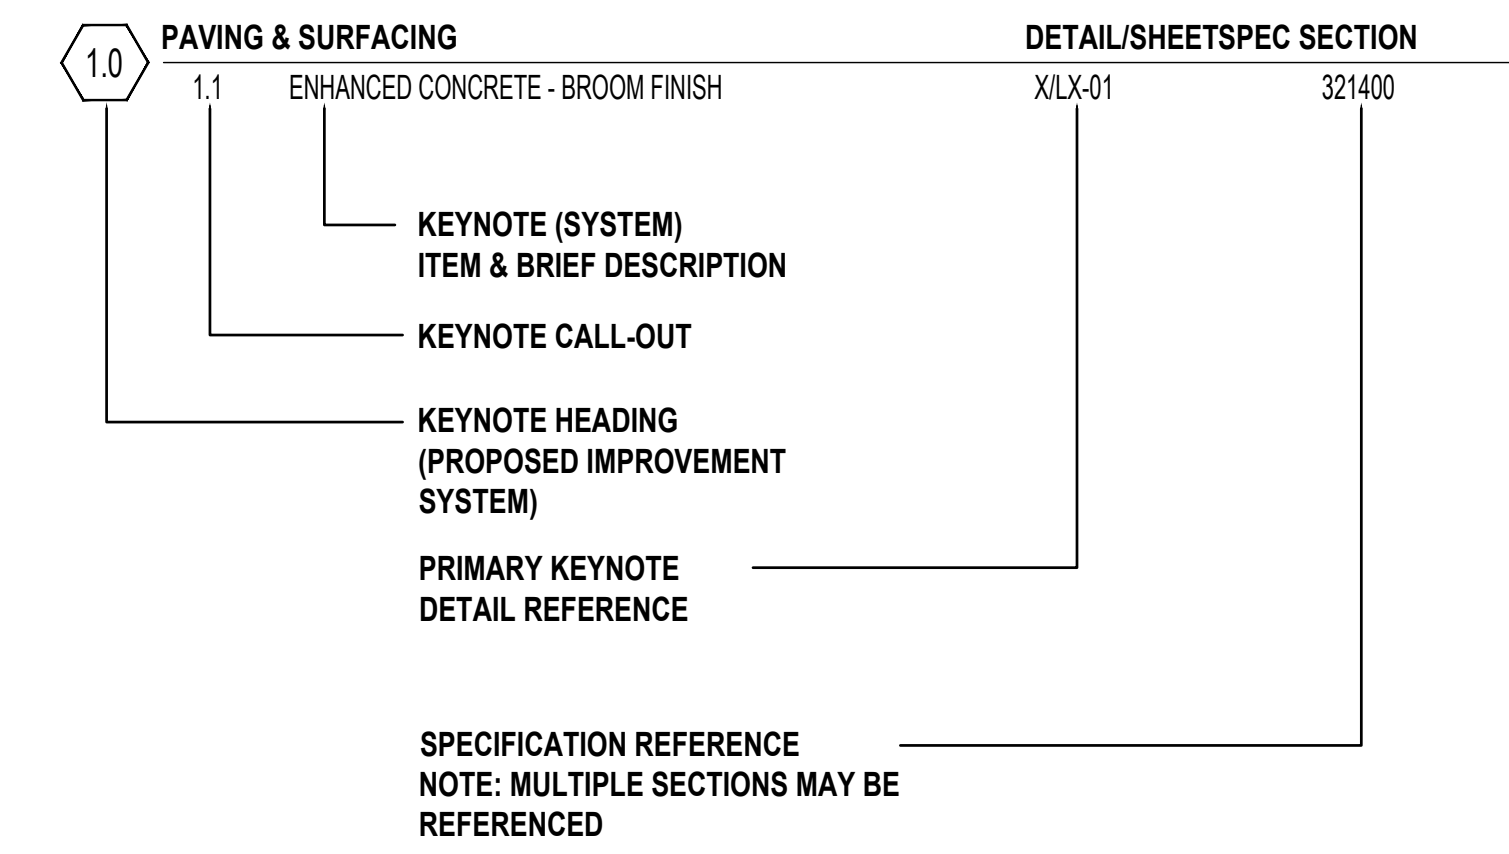 1.0 PAVING & SURFACING DETAIL/SHEETSPEC SECTION
1.1 ENHANCED CONCRETE - BROOM FINISH X/LX-01 321400
KEYNOTE (SYSTEM)
ITEM & BRIEF DESCRIPTION
KEYNOTE CALL-OUT
KEYNOTE HEADING
(PROPOSED IMPROVEMENT
SYSTEM)
PRIMARY KEYNOTE
DETAIL REFERENCE
SPECIFICATION REFERENCE
NOTE: MULTIPLE SECTIONS MAY BE
REFERENCED